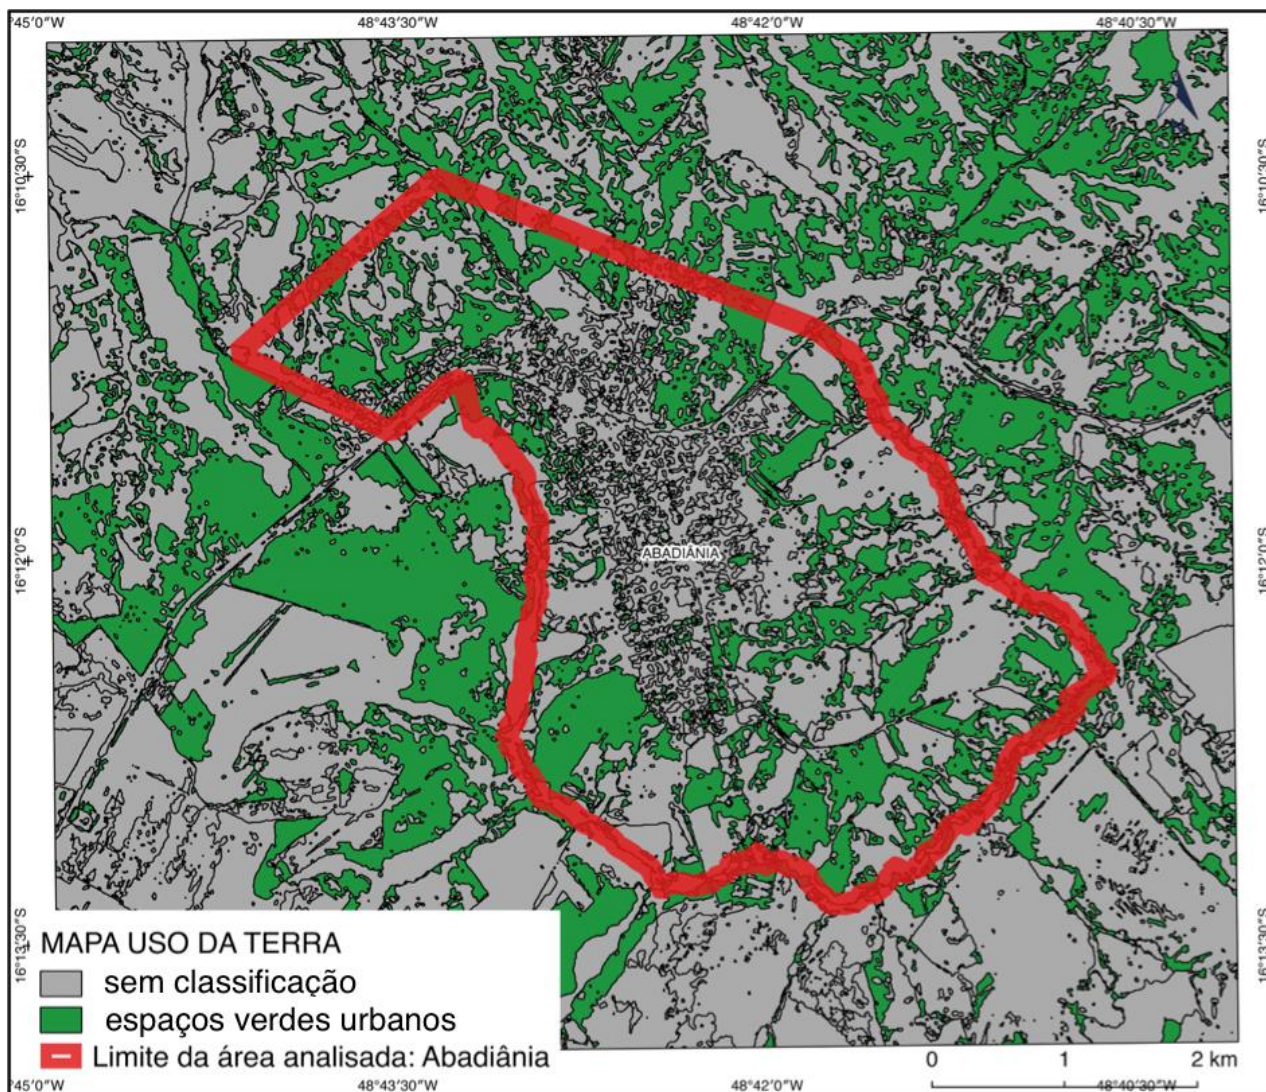 °45'0"W 48°43'30"W 48°42'0"W 48°40'30"W
16°10'30"S 16°10'30"S
16°12'0"S 16°12'0"S
ABADIÂNIA
16°13'30"S 16°13'30"S
MAPA USO DA TERRA
sem classificação
espaços verdes urbanos
Limite da área analisada: Abadiânia
0 1 2 km
°45'0"W 48°43'30"W 48°42'0"W 48°40'30"W